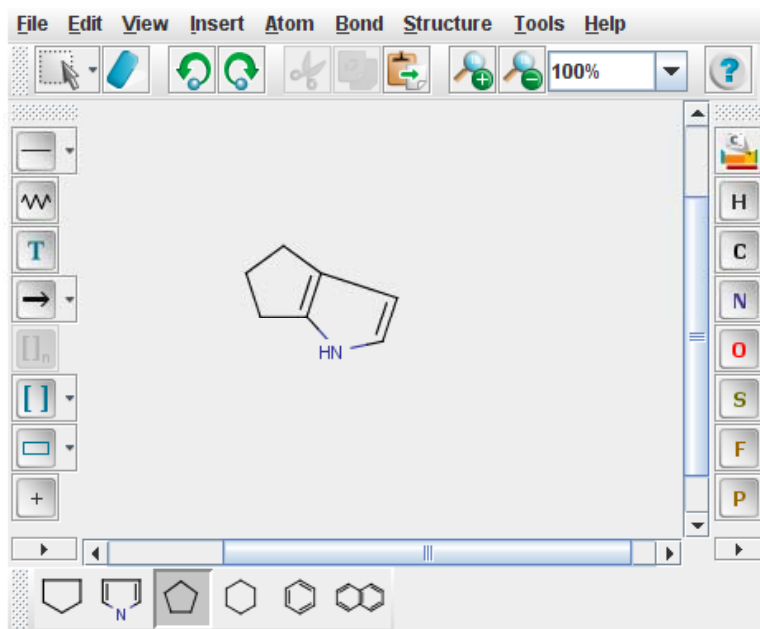 File Edit View Insert Atom Bond Structure Tools Help
100%
?
C
H
T
C
N
[ ]n
O
[ ]
S
F
+
P
HN
N